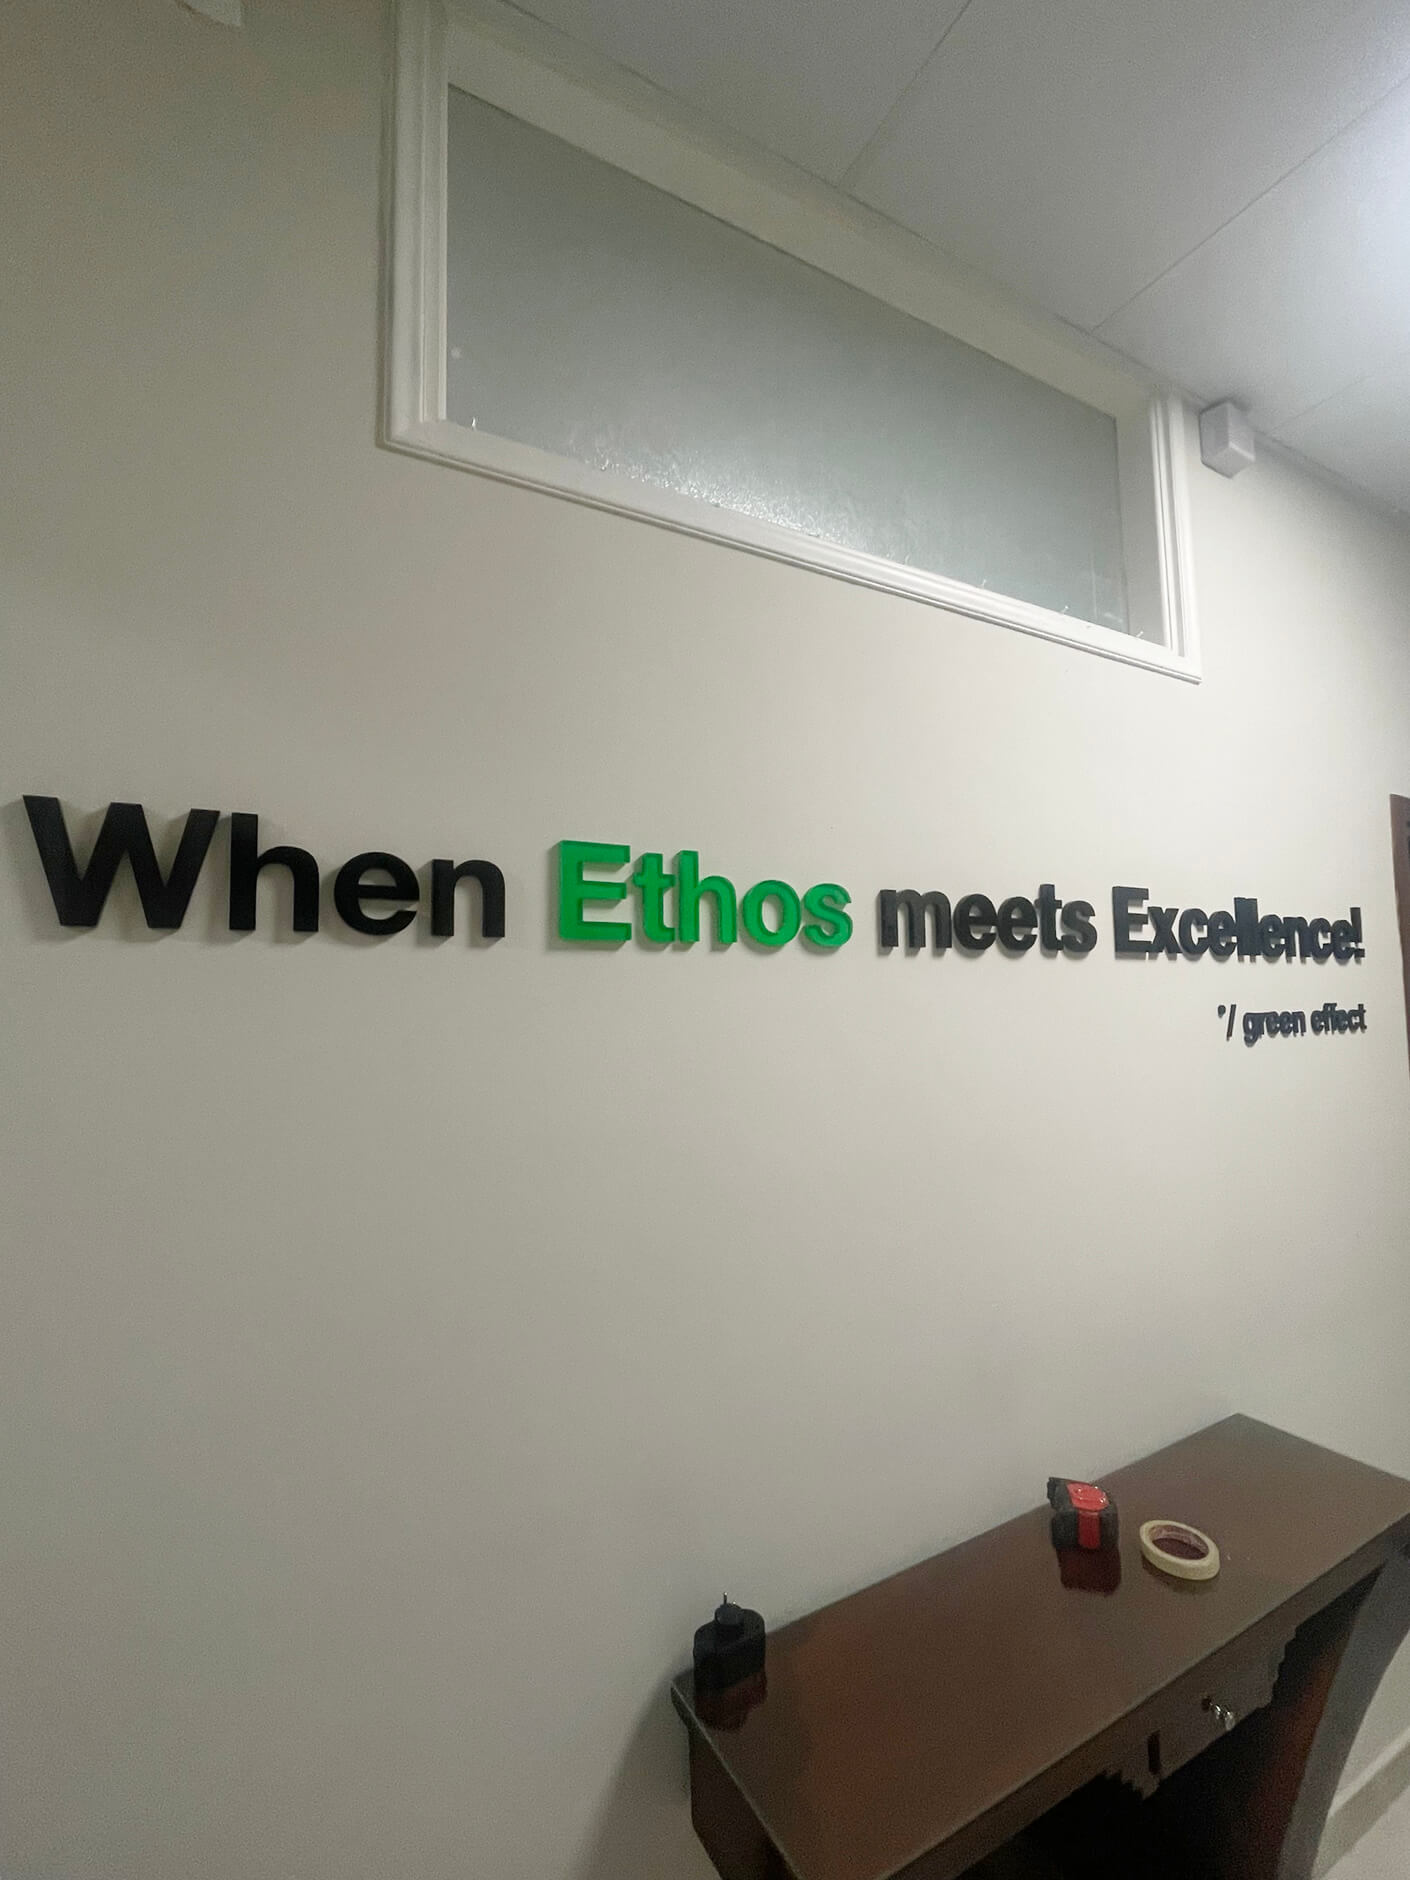 When Ethos meets Excellence!
"/ green effect